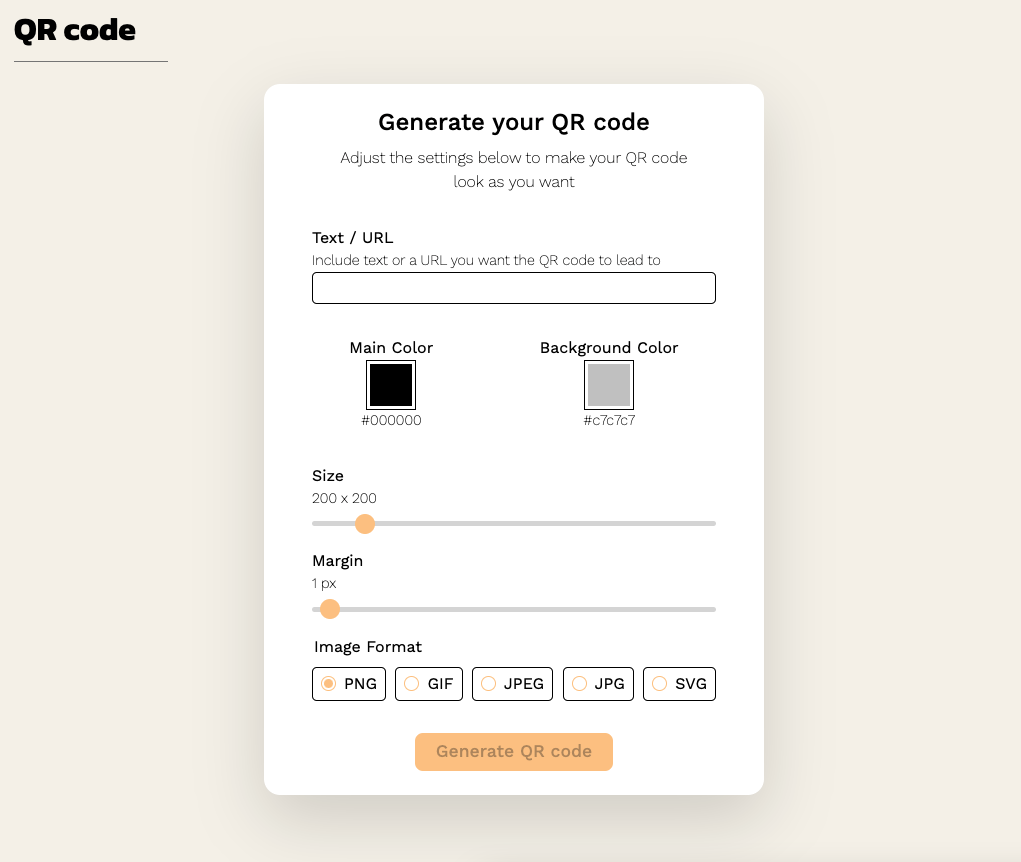 QR code
Generate your QR code
Adjust the settings below to make your QR code
look as you want
Text / URL
Include text or a URL you want the QR code to lead to
Main Color
Background Color
#000000
#c7c7c7
Size
200 x 200
Margin
1 px
Image Format
PNG
GIF
JPEG
JPG
SVG
Generate QR code